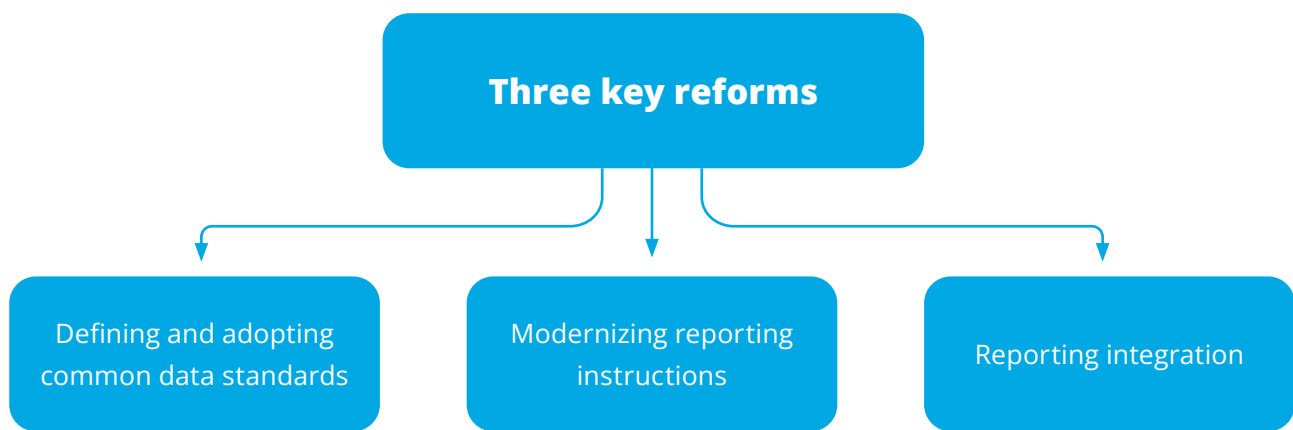 Three key reforms
Defining and adopting
common data standards
Modernizing reporting
instructions
Reporting integration